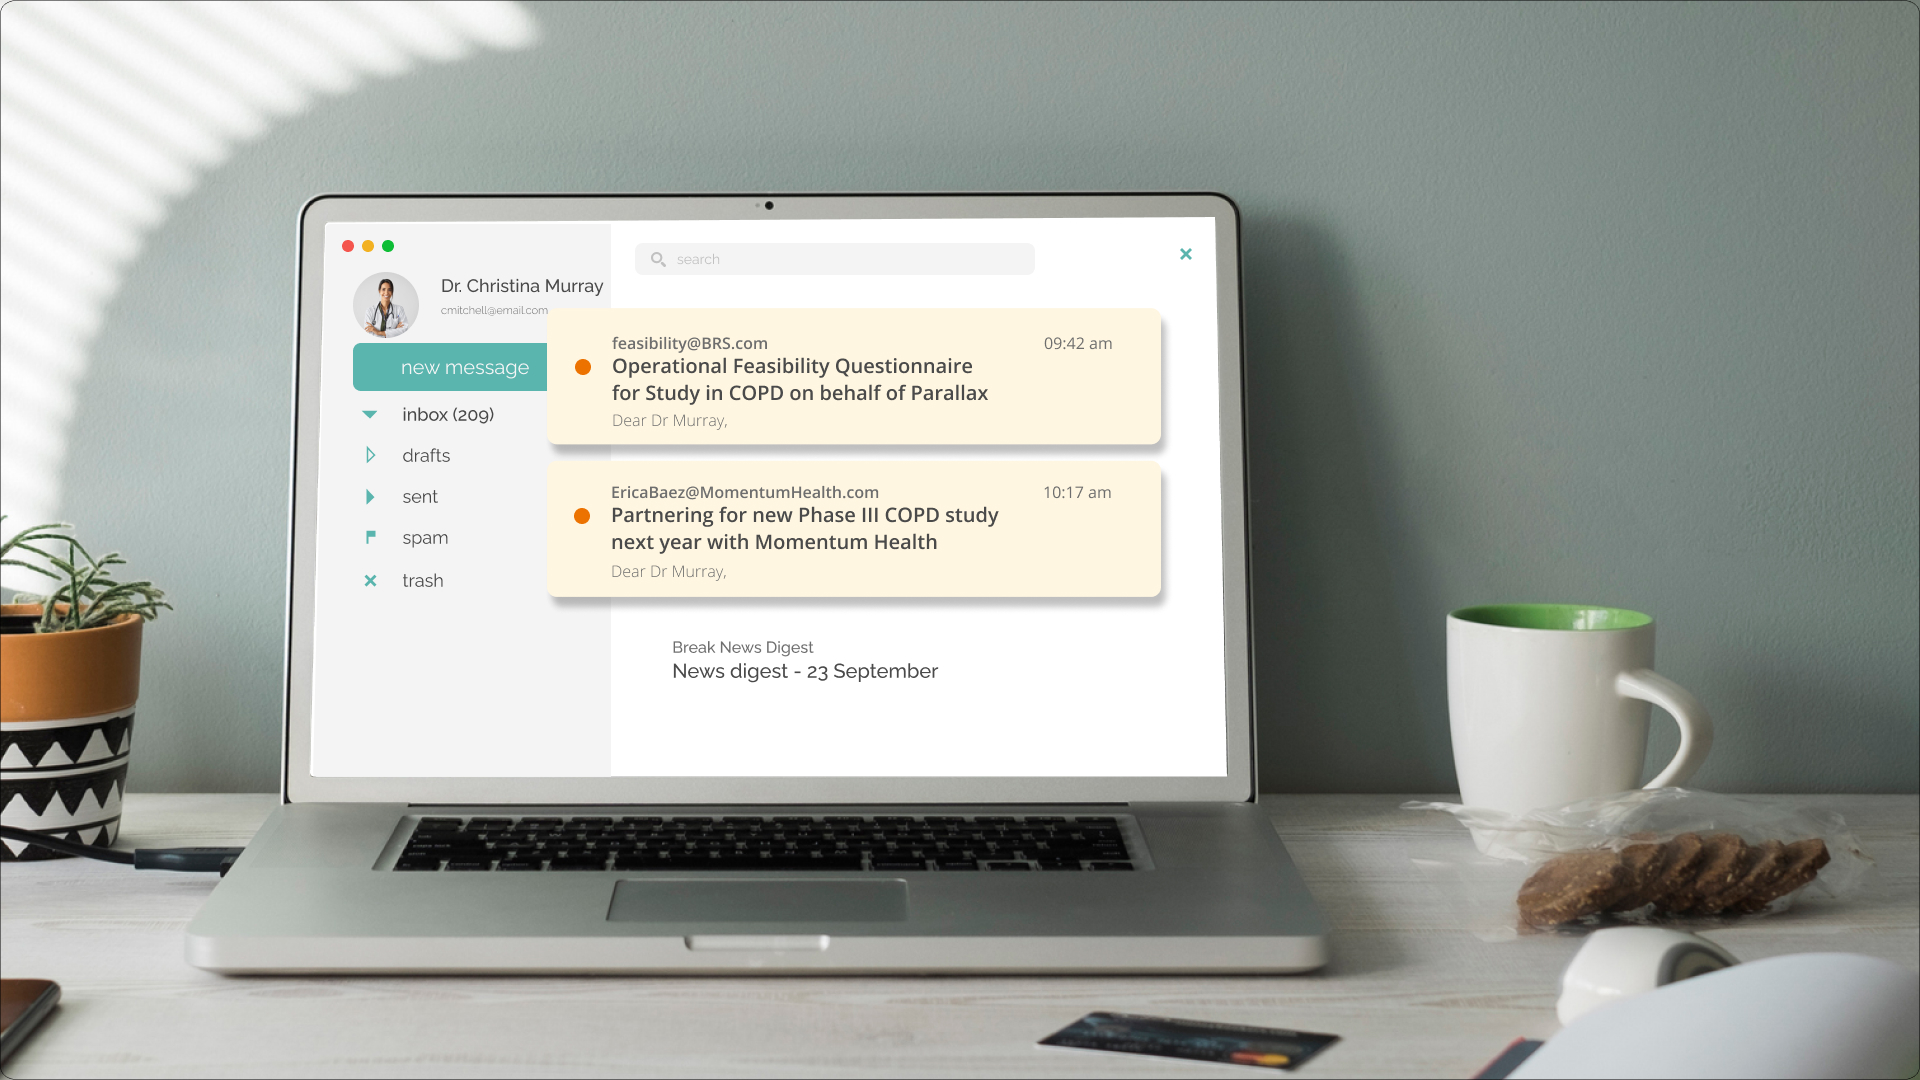 search
Dr. Christina Murray
cmitchell@email.com
new message
inbox (209)
drafts
sent
spam
trash
feasibility@BRS.com
09:42 am
Operational Feasibility Questionnaire
for Study in COPD on behalf of Parallax
Dear Dr Murray,
EricaBaez@MomentumHealth.com
10:17 am
Partnering for new Phase III COPD study
next year with Momentum Health
Dear Dr Murray,
Break News Digest
News digest - 23 September